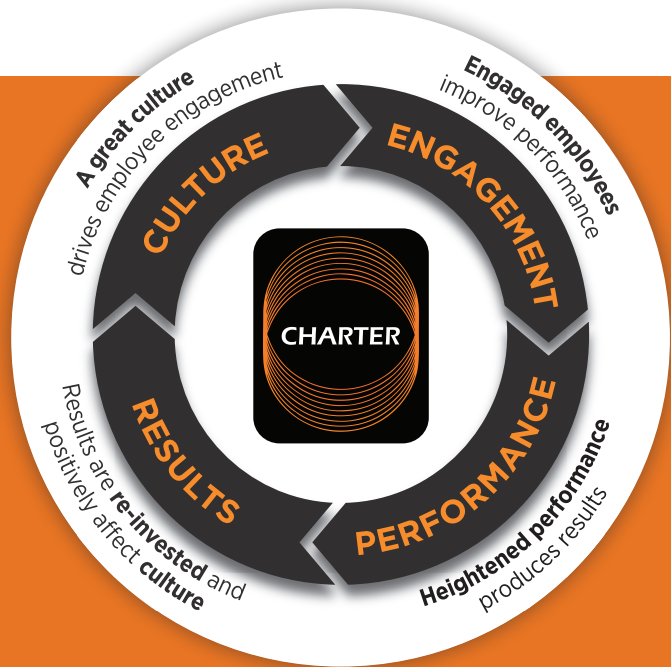 A great culture
drives employee engagement
CULTURE
Engaged employees
improve performance
ENGAGEMENT
CHARTER
PERFORMANCE
Heightened performance
produces results
RESULTS
Results are re-invested and
positively affect culture